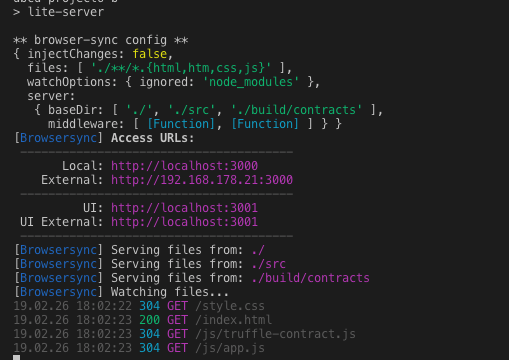 > lite-server
** browser-sync config **
{ injectChanges: false,
files: [ './**/*.{html,htm,css,js}' ],
watchOptions: { ignored: 'node_modules' },
server:
{ baseDir: [ './', './src', './build/contracts' ],
middleware: [ [Function], [Function] ] } }
[Browsersync] Access URLs:
--------------------------------------
Local: http://localhost:3000
External: http://192.168.178.21:3000
--------------------------------------
UI: http://localhost:3001
UI External: http://localhost:3001
--------------------------------------
[Browsersync] Serving files from: ./
[Browsersync] Serving files from: ./src
[Browsersync] Serving files from: ./build/contracts
[Browsersync] Watching files...
19.02.26 18:02:22 304 GET /style.css
19.02.26 18:02:23 200 GET /index.html
19.02.26 18:02:23 304 GET /js/truffle-contract.js
19.02.26 18:02:23 304 GET /js/app.js